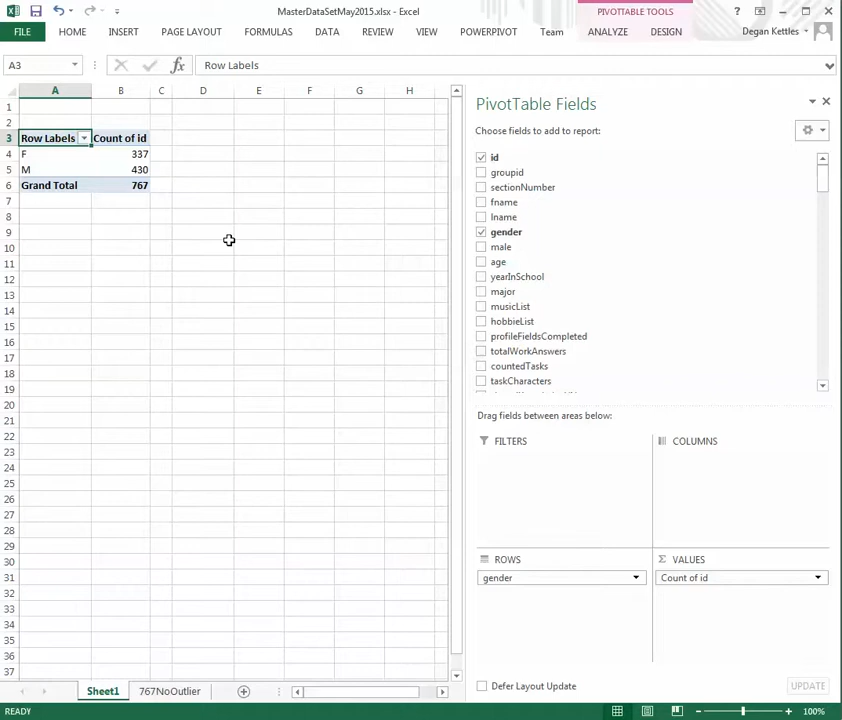 MasterDataSetMay2015.xlsx - Excel
PIVOTTABLE TOOLS
FILE HOME INSERT PAGE LAYOUT FORMULAS DATA REVIEW VIEW POWERPIVOT Team ANALYZE DESIGN Degan Kettles
A3 fx Row Labels
A B C D E F G H
1
2
3 Row Labels Count of id
4 F 337
5 M 430
6 Grand Total 767
7
8
9
10
11
12
13
14
15
16
17
18
19
20
21
22
23
24
25
26
27
28
29
30
31
32
33
34
35
36
37
PivotTable Fields
Choose fields to add to report:
id
groupid
sectionNumber
fname
lname
gender
male
age
yearInSchool
major
musicList
hobbieList
profileFieldsCompleted
totalWorkAnswers
countedTasks
taskCharacters
Drag fields between areas below:
FILTERS
COLUMNS
ROWS
gender
VALUES
Count of id
Defer Layout Update UPDATE
Sheet1 767NoOutlier
READY 100%